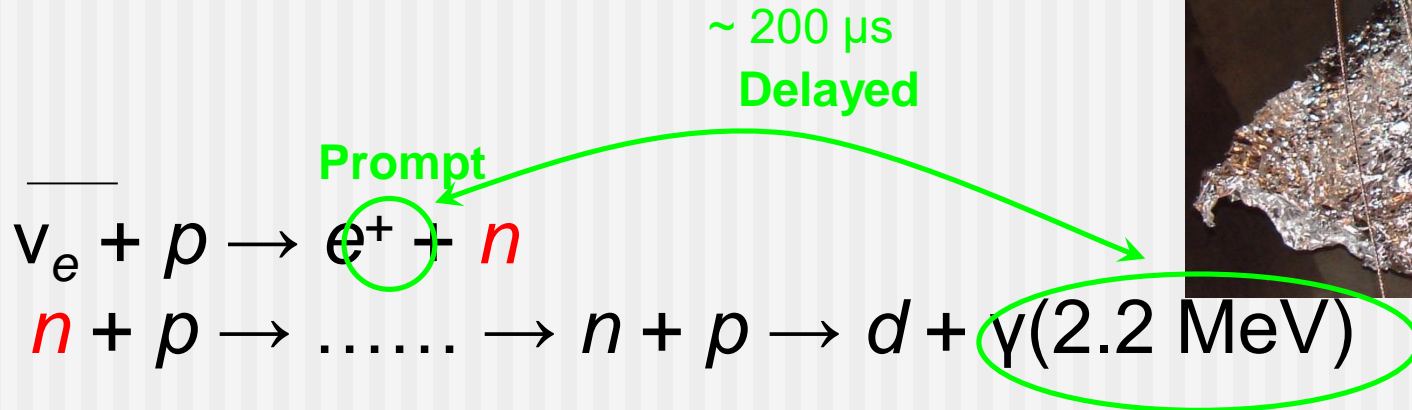 ~ 200 μs
Delayed
Prompt
v̅ₑ + p → e⁺ + n
n + p → …… → n + p → d + γ(2.2 MeV)